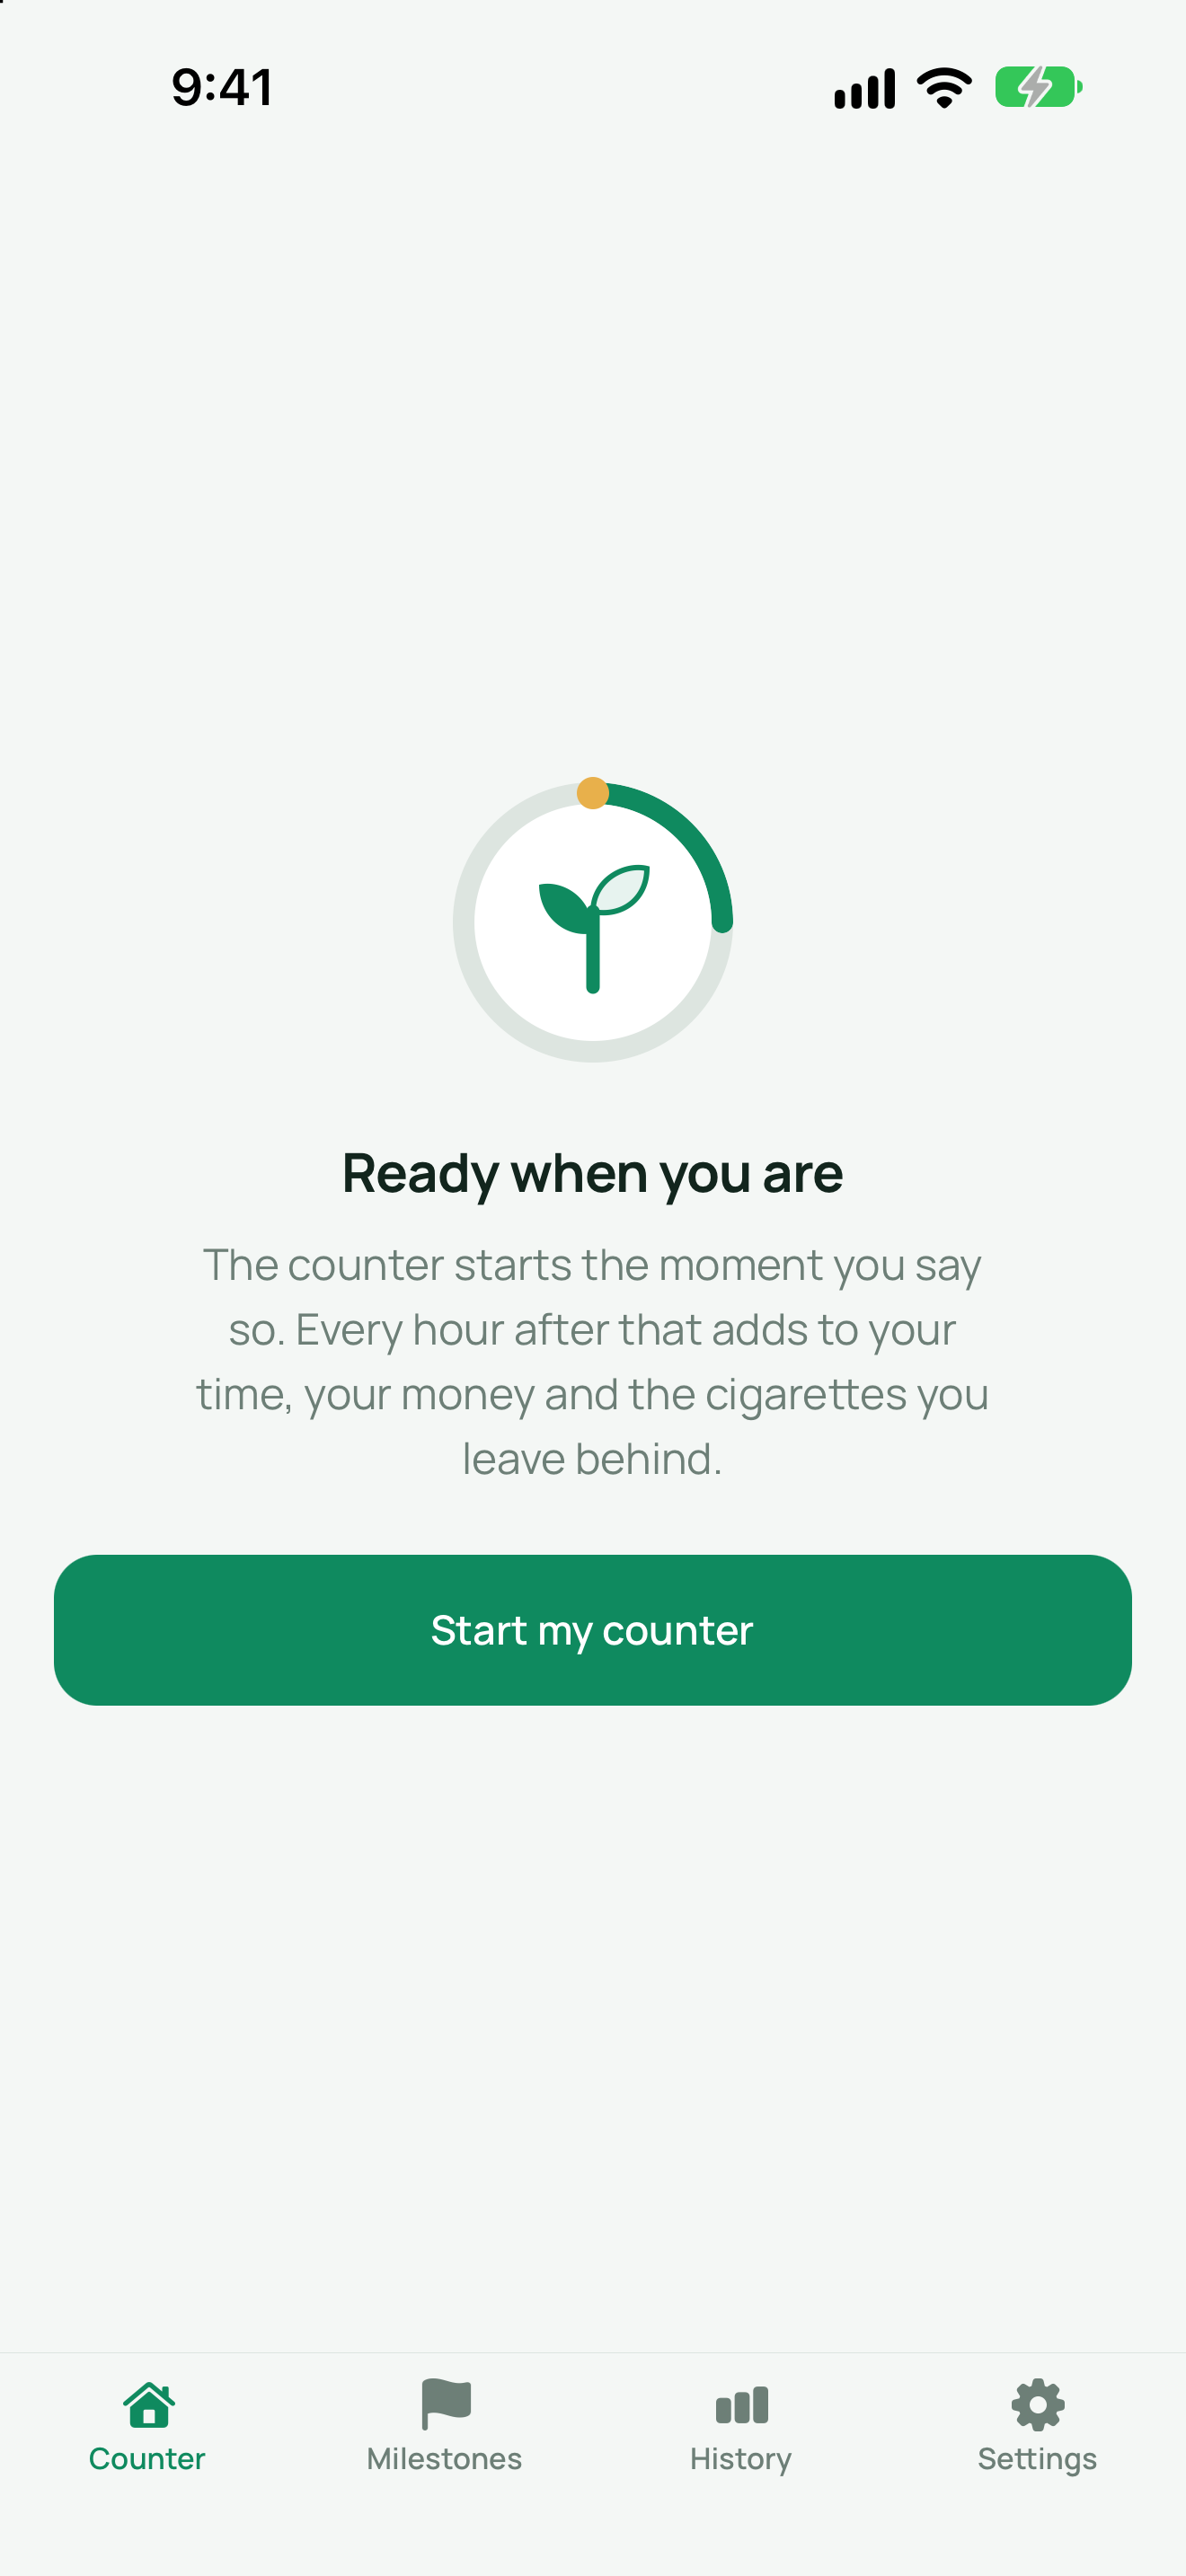 9:41
Ready when you are
The counter starts the moment you say
so. Every hour after that adds to your
time, your money and the cigarettes you
leave behind.
Start my counter
Counter
Milestones
History
Settings